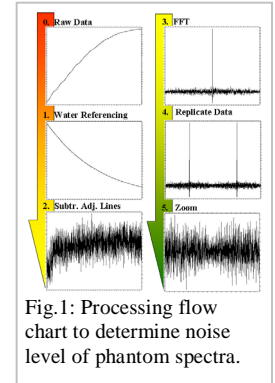 0. Raw Data
1. Water Referencing
2. Subtr. Adj. Lines
3. FFT
4. Replicate Data
5. Zoom
Fig.1: Processing flow
chart to determine noise
level of phantom spectra.